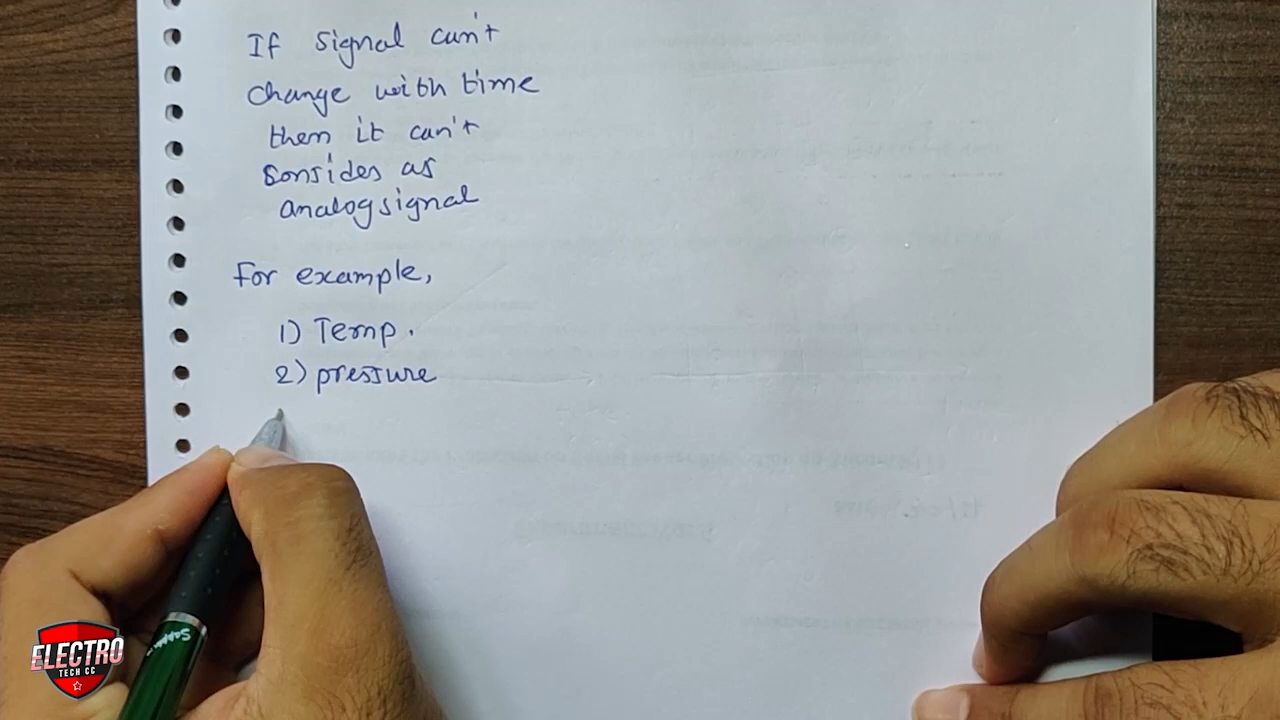 If signal can't
change with time
then it can't
Consider as
analog signal
For example,
1) Temp.
2) pressure
ELECTRO
TECH CC